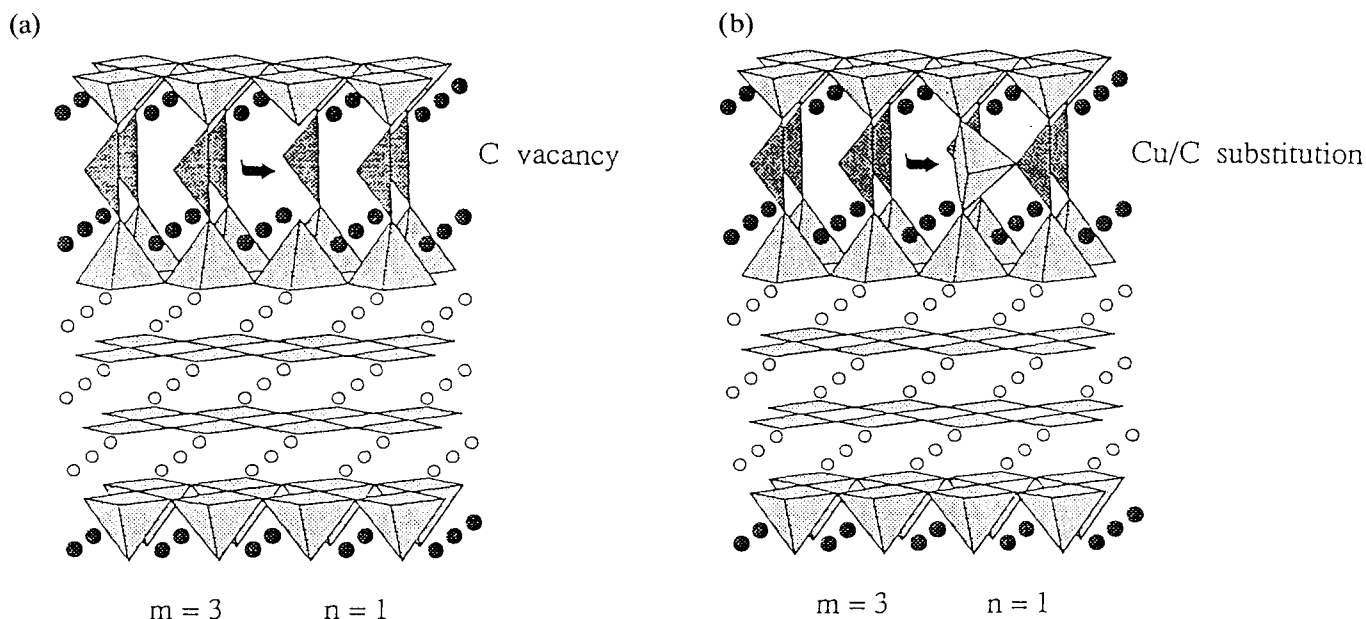 (a)
(b)
C vacancy
Cu/C substitution
m = 3 n = 1
m = 3 n = 1